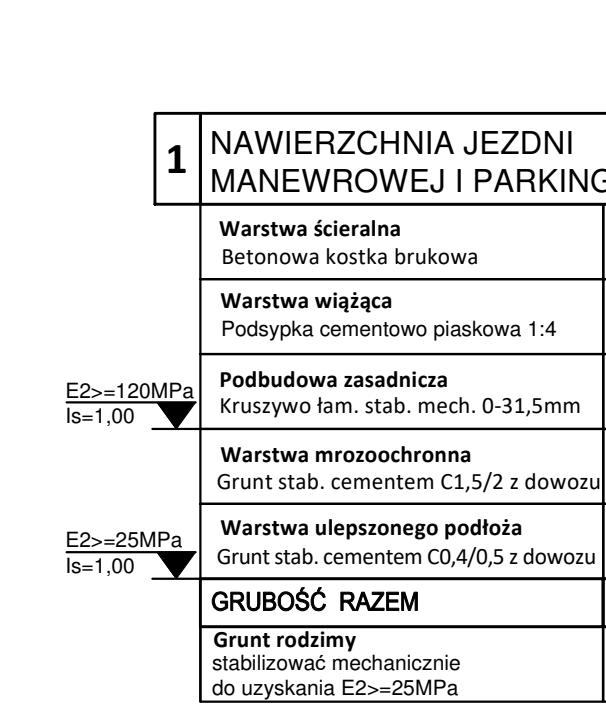 1
NAWIERZCHNIA JEZDNI
MANEWROWEJ I PARKING
Warstwa ścieralna
Betonowa kostka brukowa
Warstwa wiążąca
Podsypka cementowo piaskowa 1:4
E2>=120MPa
Is=1,00
Podbudowa zasadnicza
Kruszywo łam. stab. mech. 0-31,5mm
Warstwa mrozoochronna
Grunt stab. cementem C1,5/2 z dowozu
E2>=25MPa
Is=1,00
Warstwa ulepszonego podłoża
Grunt stab. cementem C0,4/0,5 z dowozu
GRUBOŚĆ RAZEM
Grunt rodzimy
stabilizować mechanicznie
do uzyskania E2>=25MPa